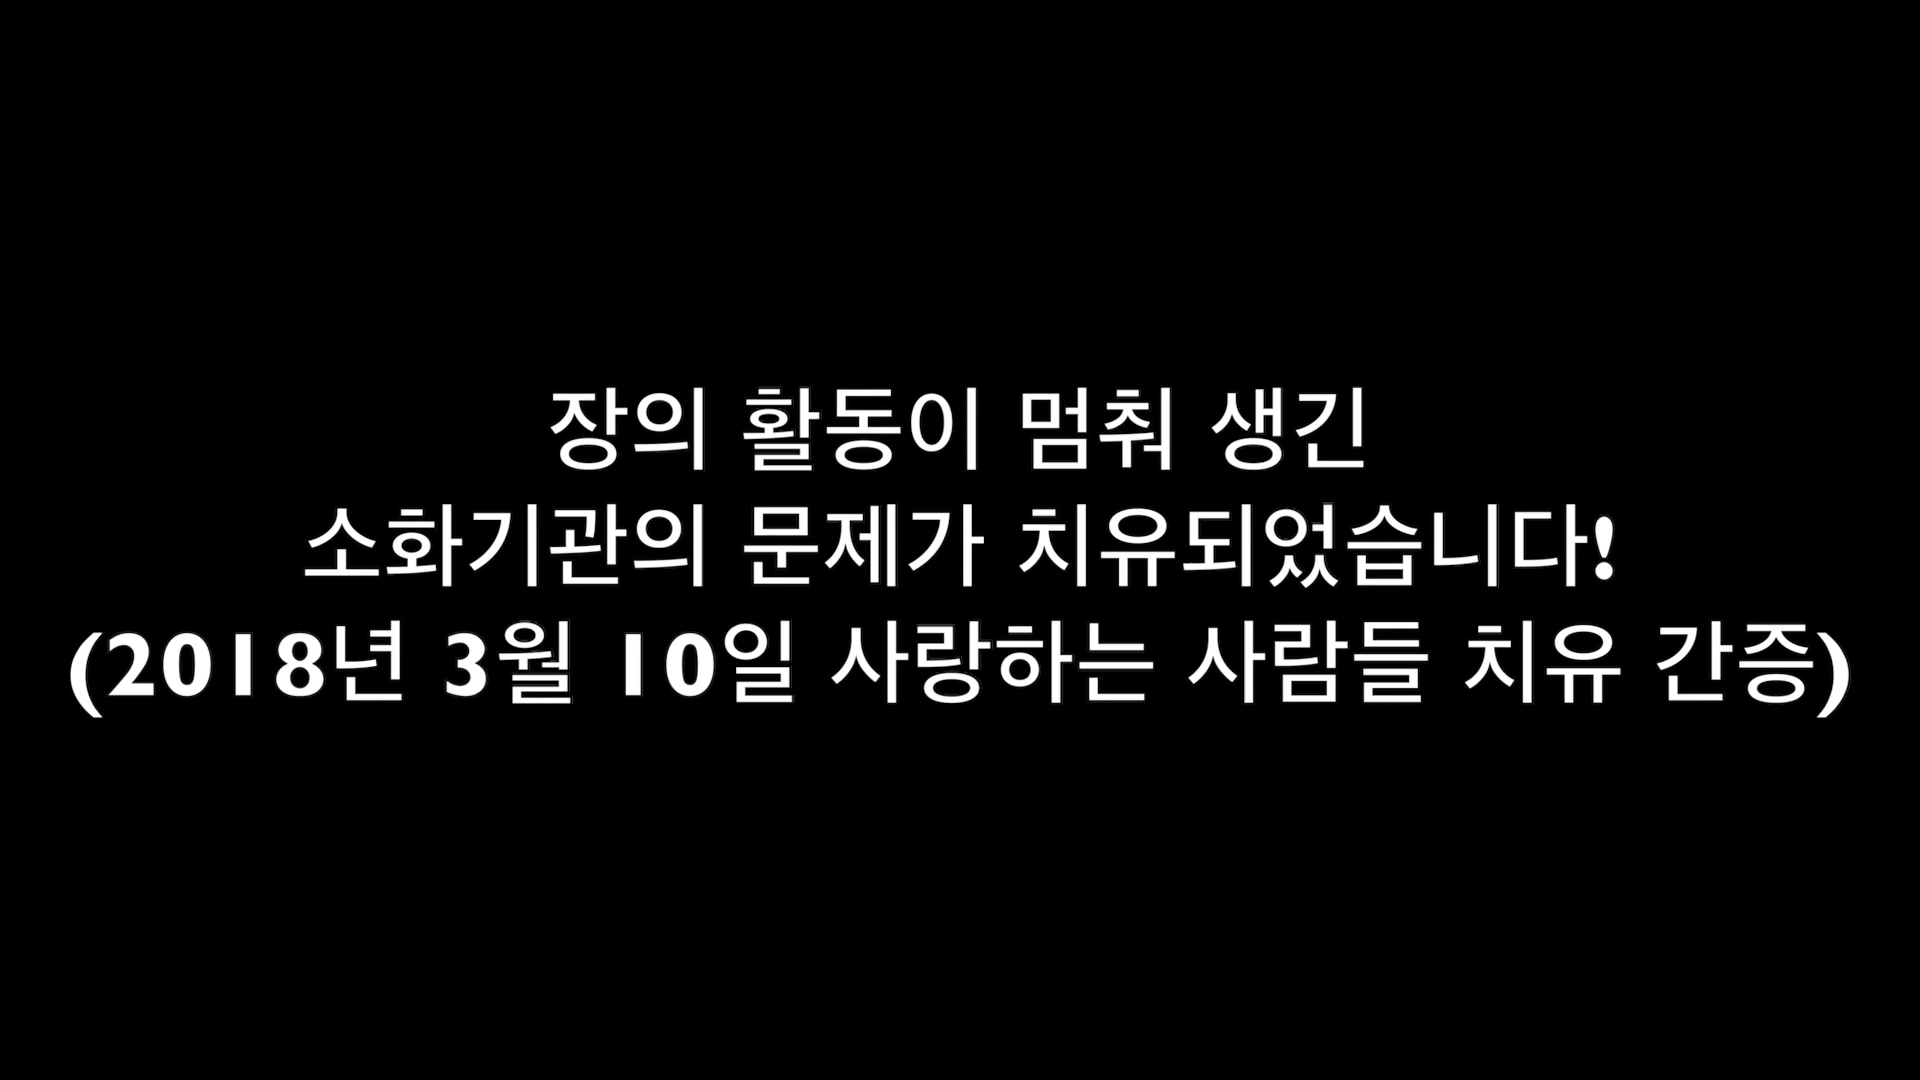 장의 활동이 멈춰 생긴
소화기관의 문제가 치유되었습니다!
(2018년 3월 10일 사랑하는 사람들 치유 간증)